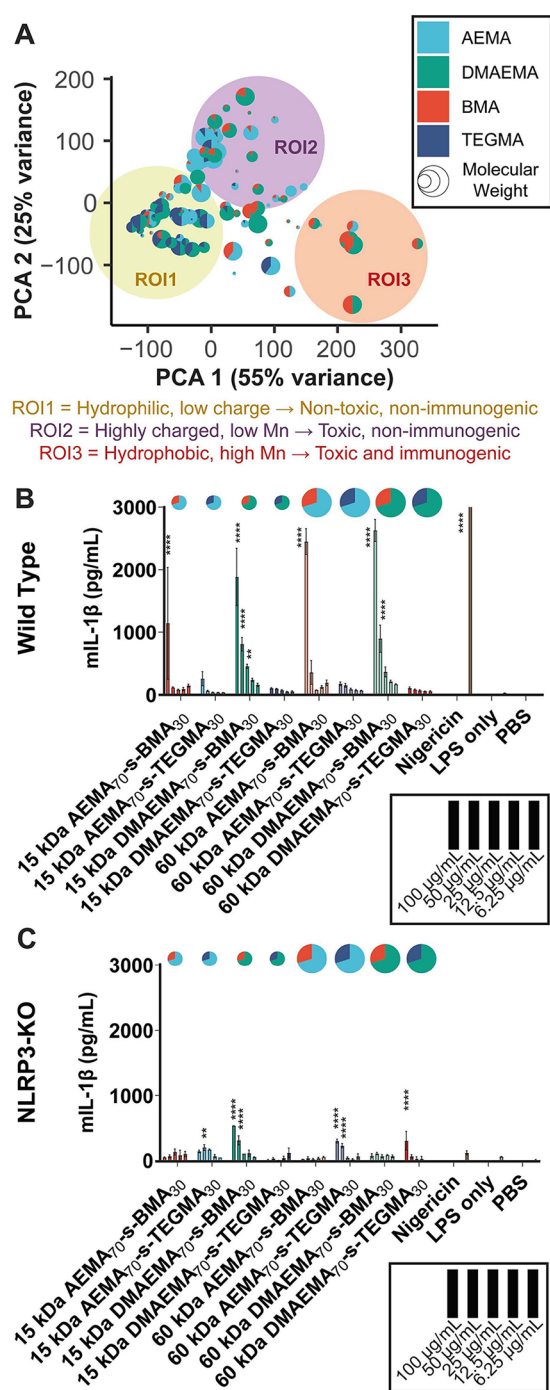 A
AEMA
DMAEMA
BMA
TEGMA
Molecular
Weight
PCA 2 (25% variance)
200
100
0
−100
ROI2
ROI1
ROI3
−100 0 100 200 300
PCA 1 (55% variance)
ROI1 = Hydrophilic, low charge → Non-toxic, non-immunogenic
ROI2 = Highly charged, low Mn → Toxic, non-immunogenic
ROI3 = Hydrophobic, high Mn → Toxic and immunogenic
B
Wild Type
mIL-1β (pg/mL)
3000
2000
1000
0
****
****
****
**
****
****
****
****
15 kDa AEMA70-s-BMA30
15 kDa AEMA70-s-TEGMA30
15 kDa DMAEMA70-s-BMA30
15 kDa DMAEMA70-s-TEGMA30
60 kDa AEMA70-s-BMA30
60 kDa AEMA70-s-TEGMA30
60 kDa DMAEMA70-s-BMA30
60 kDa DMAEMA70-s-TEGMA30
Nigericin
LPS only
PBS
100 µg/mL
50 µg/mL
25 µg/mL
12.5 µg/mL
6.25 µg/mL
C
NLRP3-KO
mIL-1β (pg/mL)
3000
2000
1000
0
**
****
****
****
****
****
15 kDa AEMA70-s-BMA30
15 kDa AEMA70-s-TEGMA30
15 kDa DMAEMA70-s-BMA30
15 kDa DMAEMA70-s-TEGMA30
60 kDa AEMA70-s-BMA30
60 kDa AEMA70-s-TEGMA30
60 kDa DMAEMA70-s-BMA30
60 kDa DMAEMA70-s-TEGMA30
Nigericin
LPS only
PBS
100 µg/mL
50 µg/mL
25 µg/mL
12.5 µg/mL
6.25 µg/mL